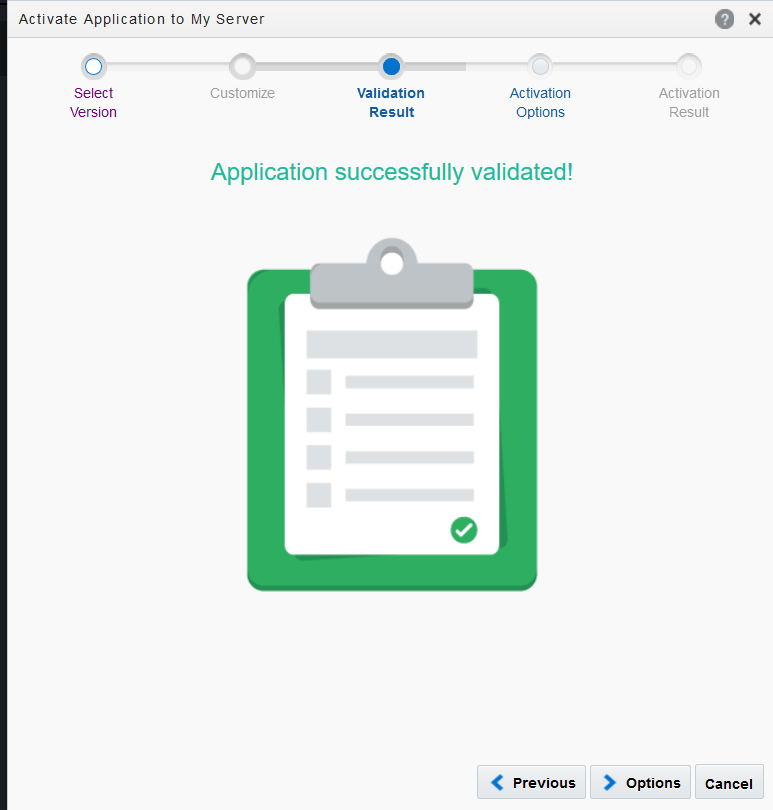 Activate Application to My Server
?
Select
Version
Customize
Validation
Result
Activation
Options
Activation
Result
Application successfully validated!
Previous
Options
Cancel